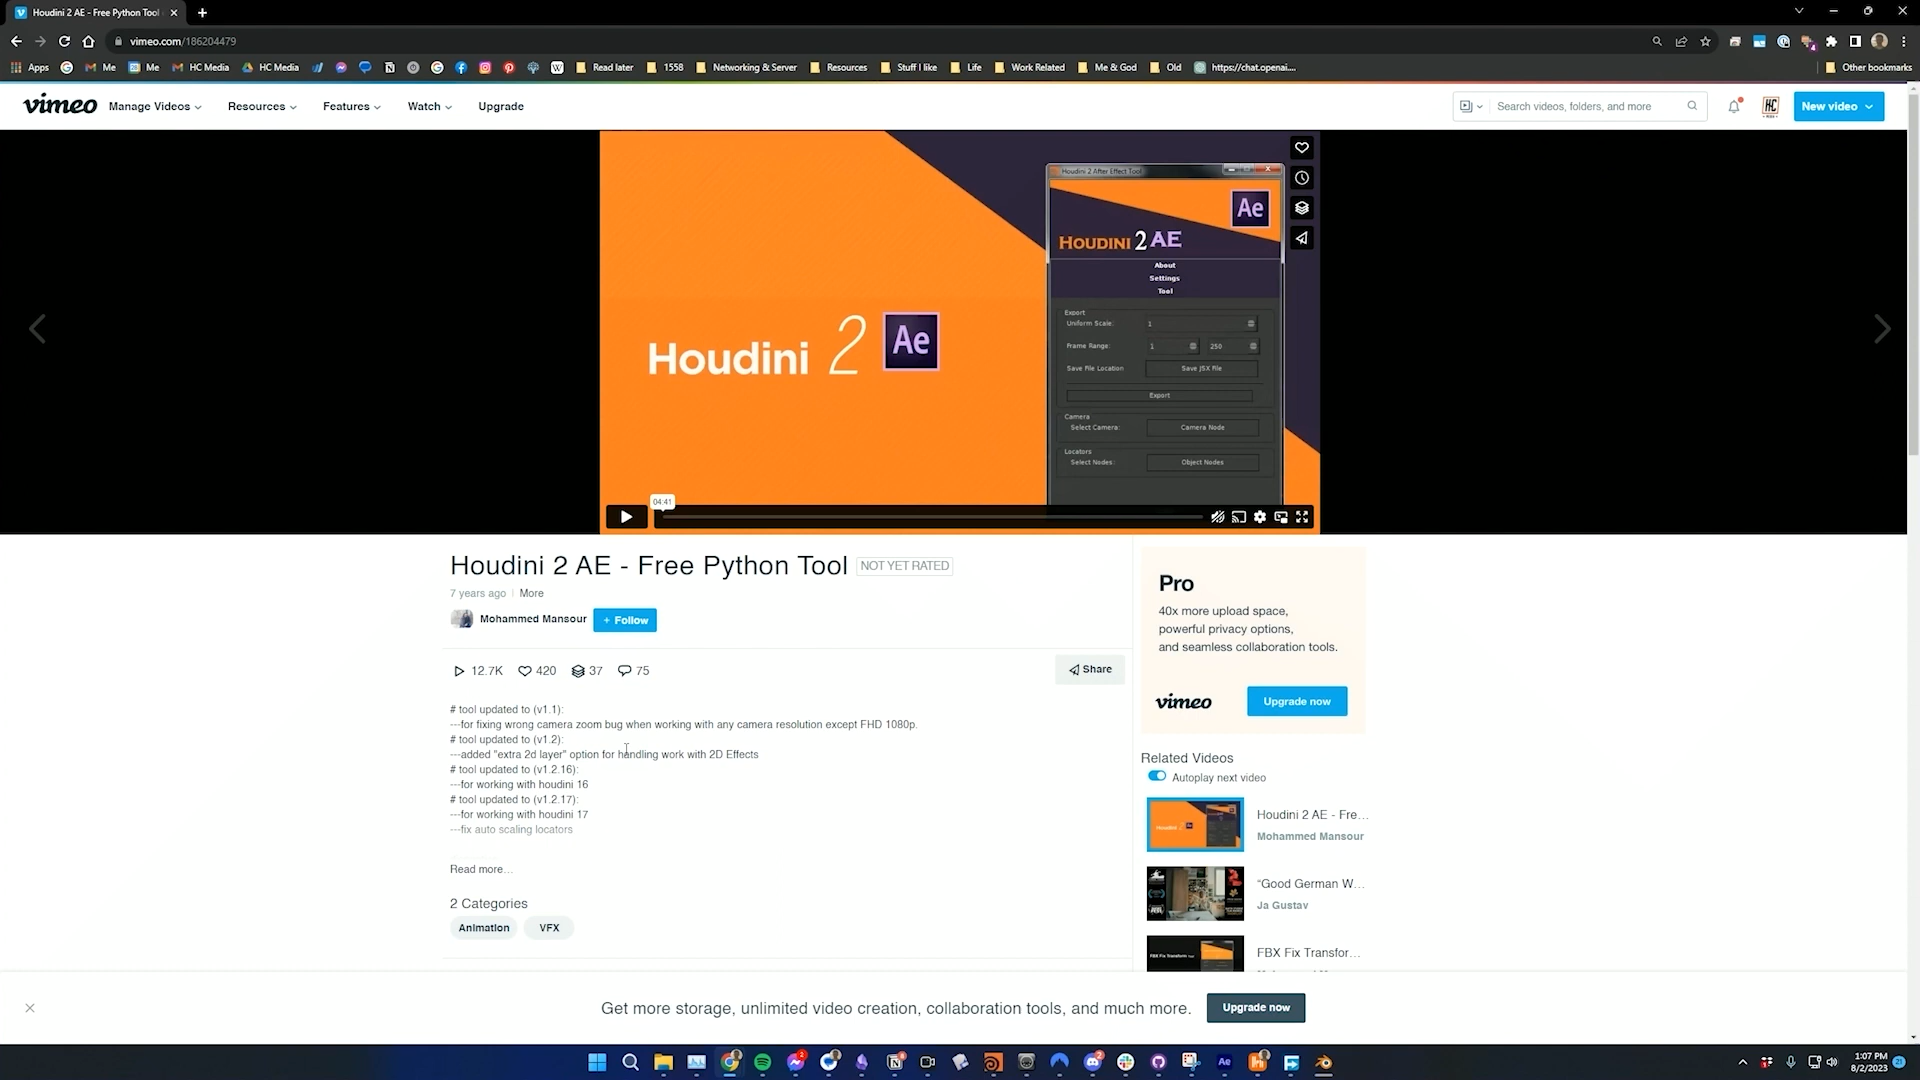 Houdini 2 AE - Free Python Tool
vimeo.com/186204479
Apps
Me
Me
HC Media
HC Media
Read later
1558
Networking & Server
Resources
Stuff I like
Life
Work Related
Me & God
Old
https://chat.openai....
Other bookmarks
vimeo
Manage Videos
Resources
Features
Watch
Upgrade
Search videos, folders, and more
HC
New video
Houdini 2 After Effect Tool
Ae
HOUDINI 2 AE
About
Settings
Tool
Export
Uniform Scale: 1
Frame Range: 1 250
Save File Location Save JSX File
Export
Camera
Select Camera: Camera Node
Locators
Select Nodes: Object Nodes
Houdini 2 Ae
04:41
Houdini 2 AE - Free Python Tool NOT YET RATED
7 years ago | More
Mohammed Mansour + Follow
12.7K 420 37 75
Share
# tool updated to (v1.1):
---for fixing wrong camera zoom bug when working with any camera resolution except FHD 1080p.
# tool updated to (v1.2):
---added "extra 2d layer" option for handling work with 2D Effects
# tool updated to (v1.2.16):
---for working with houdini 16
# tool updated to (v1.2.17):
---for working with houdini 17
---fix auto scaling locators
Read more...
2 Categories
Animation VFX
Pro
40x more upload space,
powerful privacy options,
and seamless collaboration tools.
vimeo
Upgrade now
Related Videos
Autoplay next video
Houdini 2 AE - Fre...
Mohammed Mansour
"Good German W...
Ja Gustav
FBX Fix Transfor...
Get more storage, unlimited video creation, collaboration tools, and much more.
Upgrade now
1:07 PM
8/2/2023